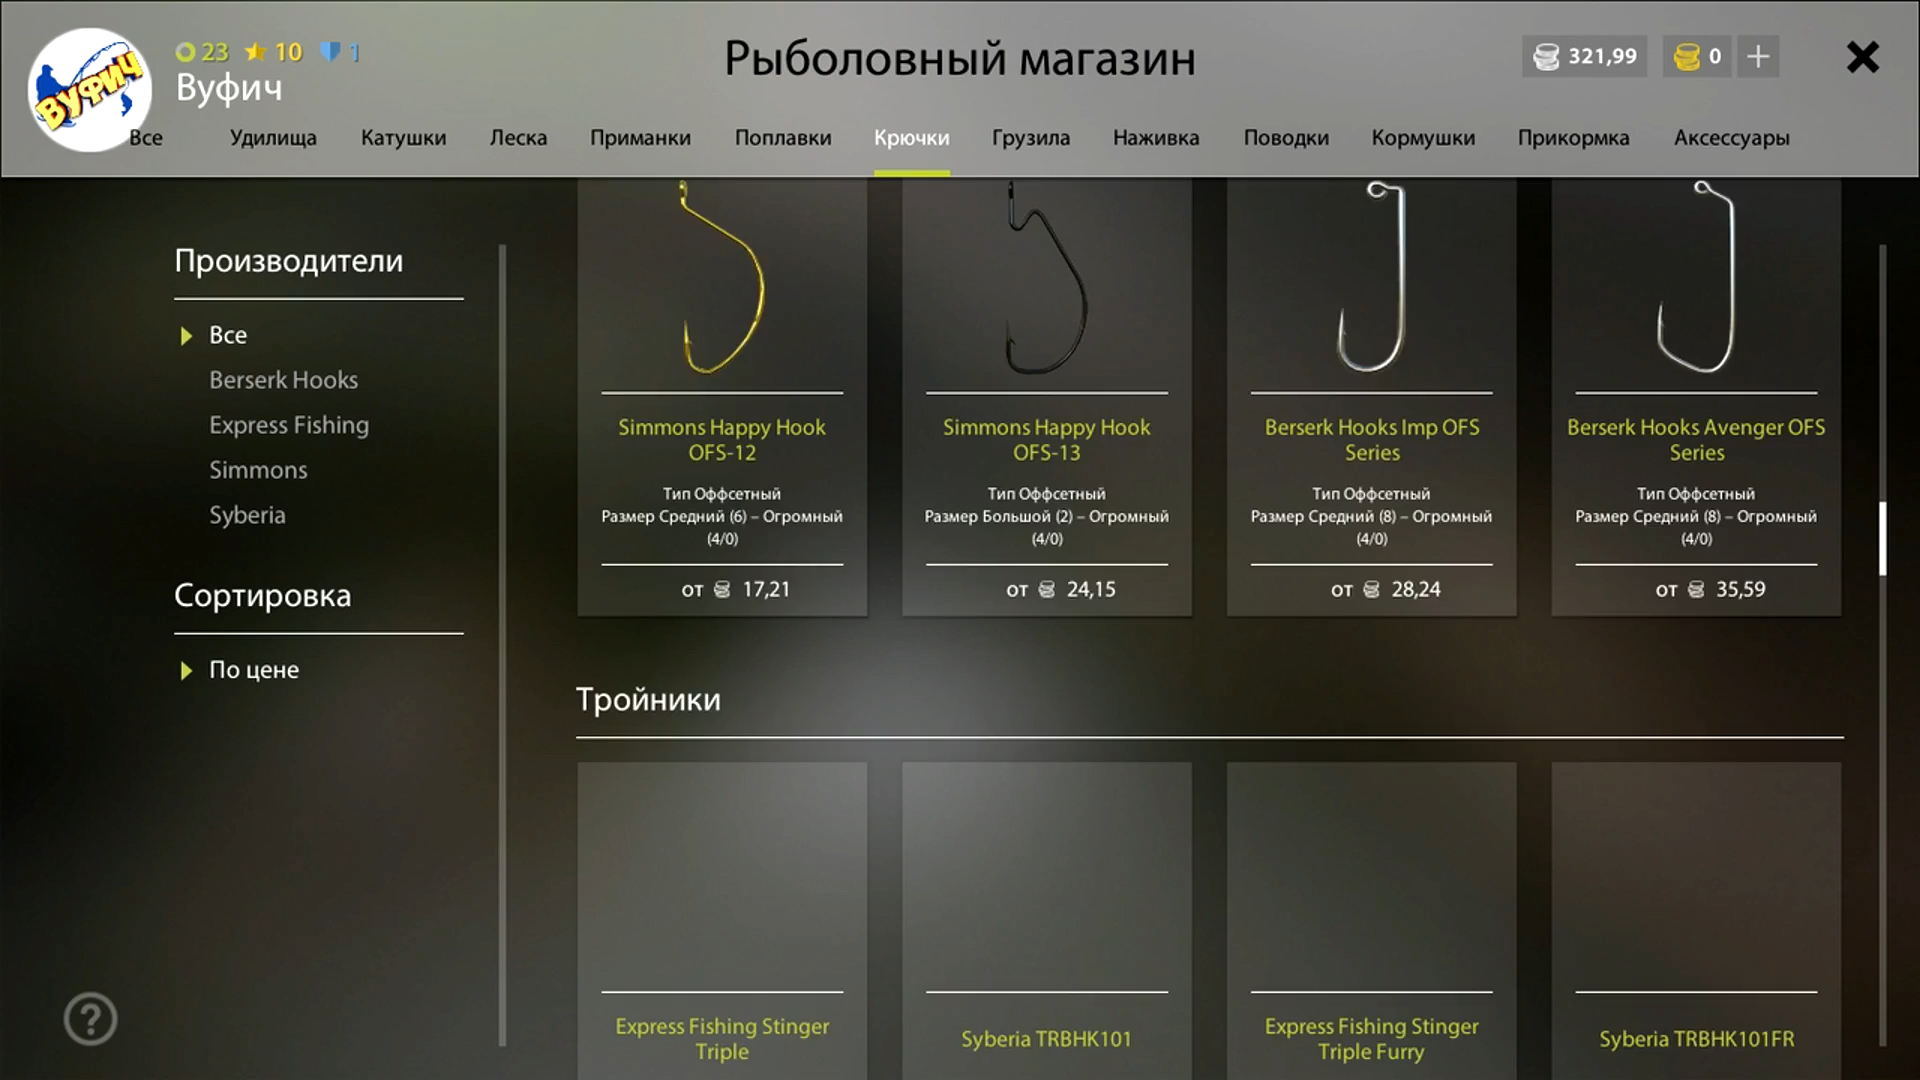 ВУФИЧ
23 10 1
Вуфич
Рыболовный магазин
321,99
0
Все Удилища Катушки Леска Приманки Поплавки Крючки Грузила Наживка Поводки Кормушки Прикормка Аксессуары
Производители
Все
Berserk Hooks
Express Fishing
Simmons
Syberia
Сортировка
По цене
Simmons Happy Hook
OFS-12
Тип Оффсетный
Размер Средний (6) – Огромный
(4/0)
от 17,21
Simmons Happy Hook
OFS-13
Тип Оффсетный
Размер Большой (2) – Огромный
(4/0)
от 24,15
Berserk Hooks Imp OFS
Series
Тип Оффсетный
Размер Средний (8) – Огромный
(4/0)
от 28,24
Berserk Hooks Avenger OFS
Series
Тип Оффсетный
Размер Средний (8) – Огромный
(4/0)
от 35,59
Тройники
Express Fishing Stinger
Triple
Syberia TRBHK101
Express Fishing Stinger
Triple Furry
Syberia TRBHK101FR
?